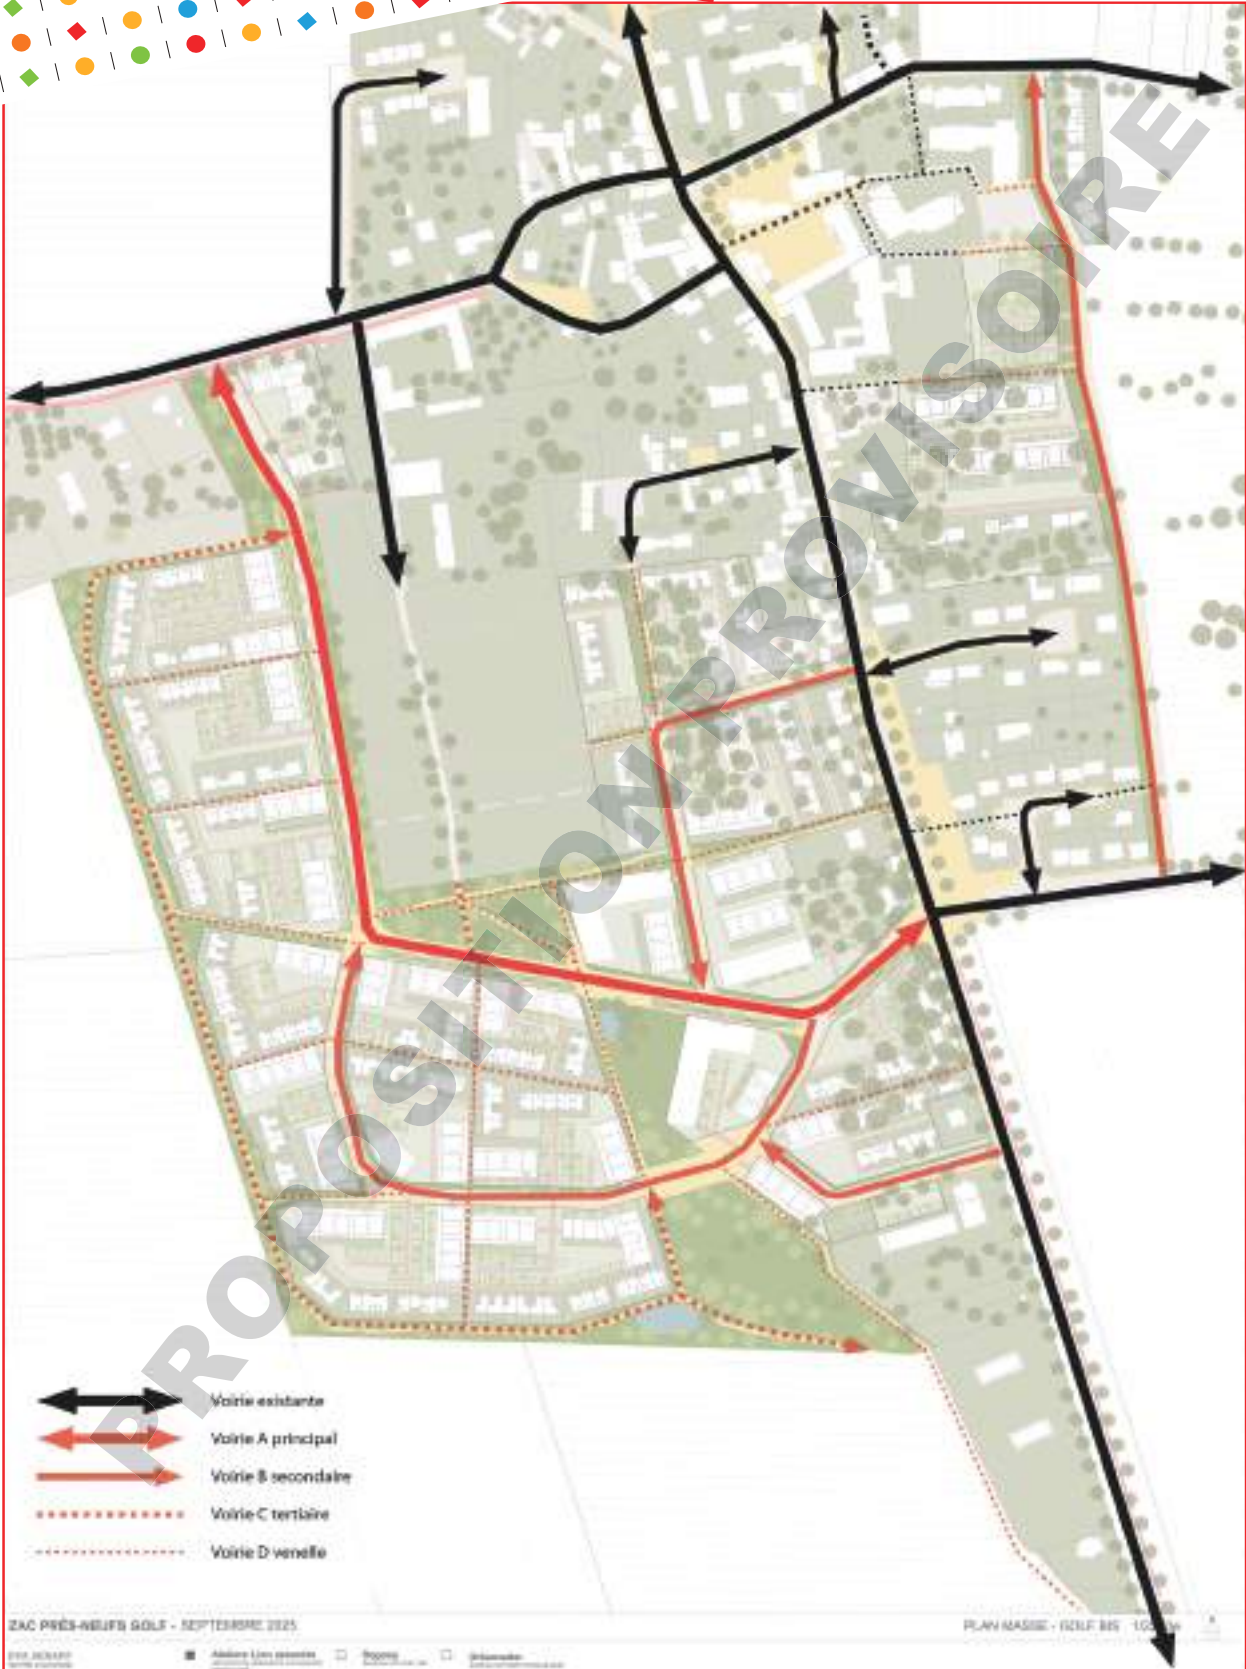 PROPOSITION PROVISOIRE
Voirie existante
Voirie A principal
Voirie B secondaire
Voirie C tertiaire
Voirie D venelle
ZAC PRÉS-NEUFS GOLF - SEPTEMBRE 2025
PLAN MASSE - GOLF BIS